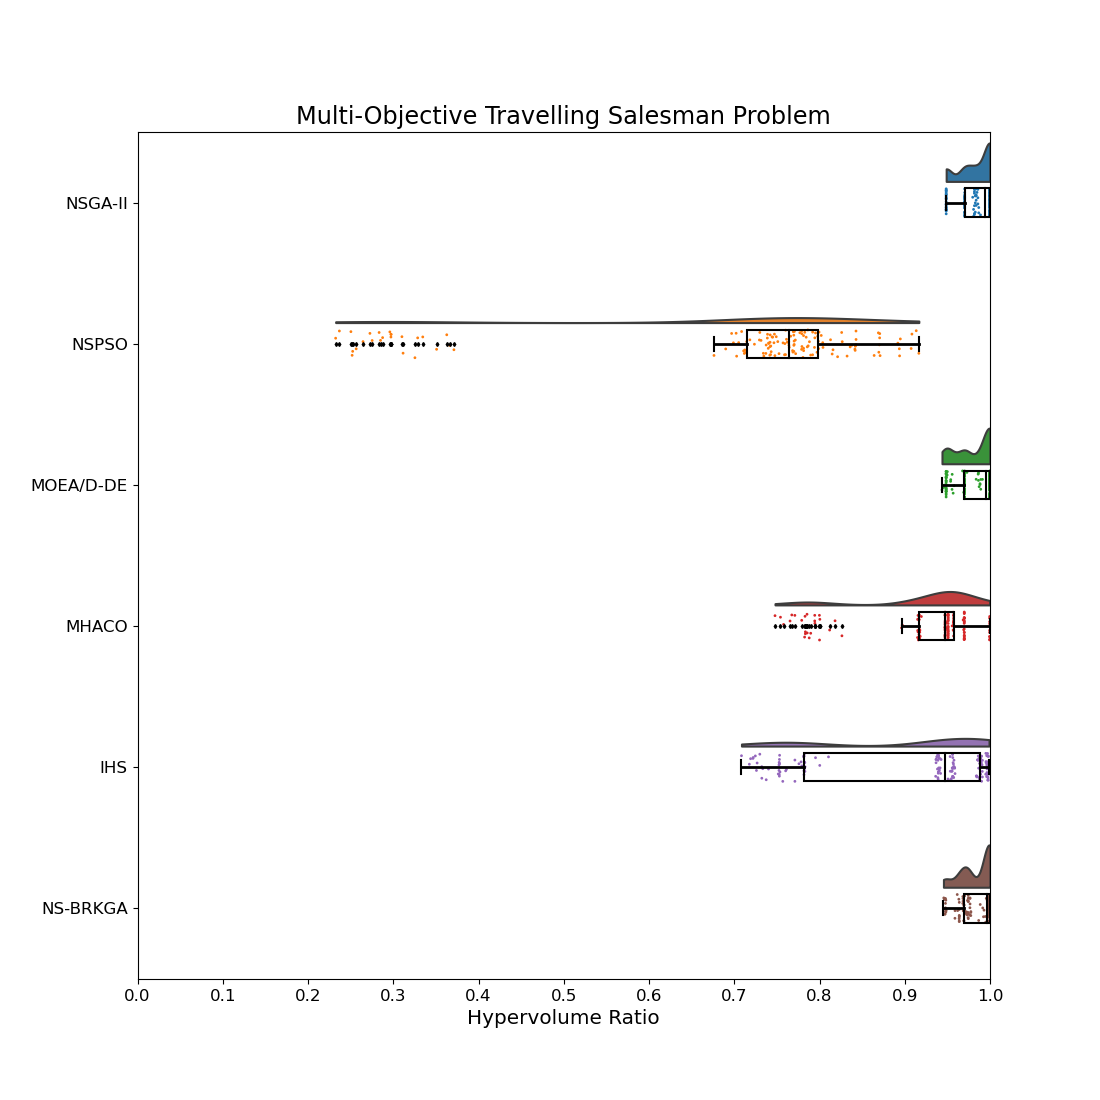 Multi-Objective Travelling Salesman Problem
NSGA-II
NSPSO
MOEA/D-DE
MHACO
IHS
NS-BRKGA
0.0 0.1 0.2 0.3 0.4 0.5 0.6 0.7 0.8 0.9 1.0
Hypervolume Ratio